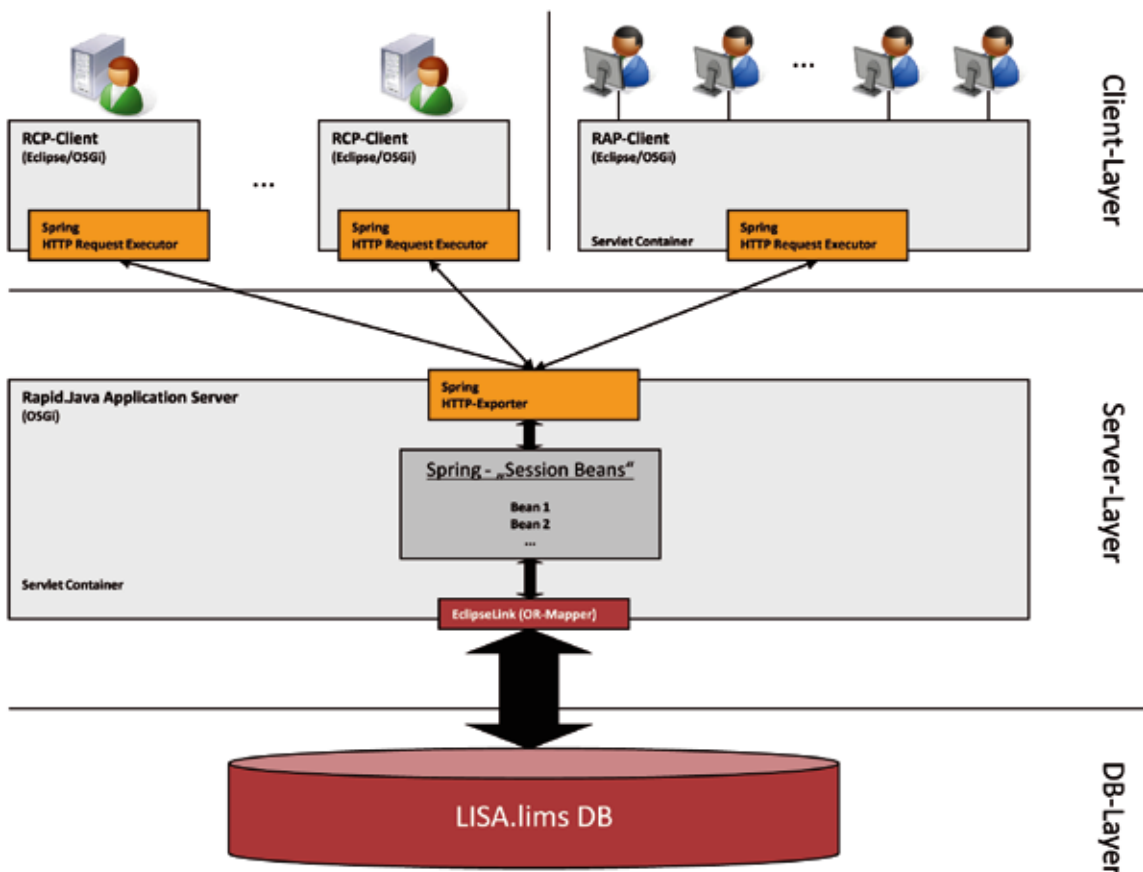 RCP-Client
(Eclipse/OSGi)
Spring
HTTP Request Executor
...
RCP-Client
(Eclipse/OSGi)
Spring
HTTP Request Executor
...
RAP-Client
(Eclipse/OSGi)
Servlet Container
Spring
HTTP Request Executor
Client-Layer
Rapid.Java Application Server
(OSGi)
Spring
HTTP-Exporter
Spring - „Session Beans“
Bean 1
Bean 2
...
Servlet Container
EclipseLink (OR-Mapper)
Server-Layer
LISA.lims DB
DB-Layer